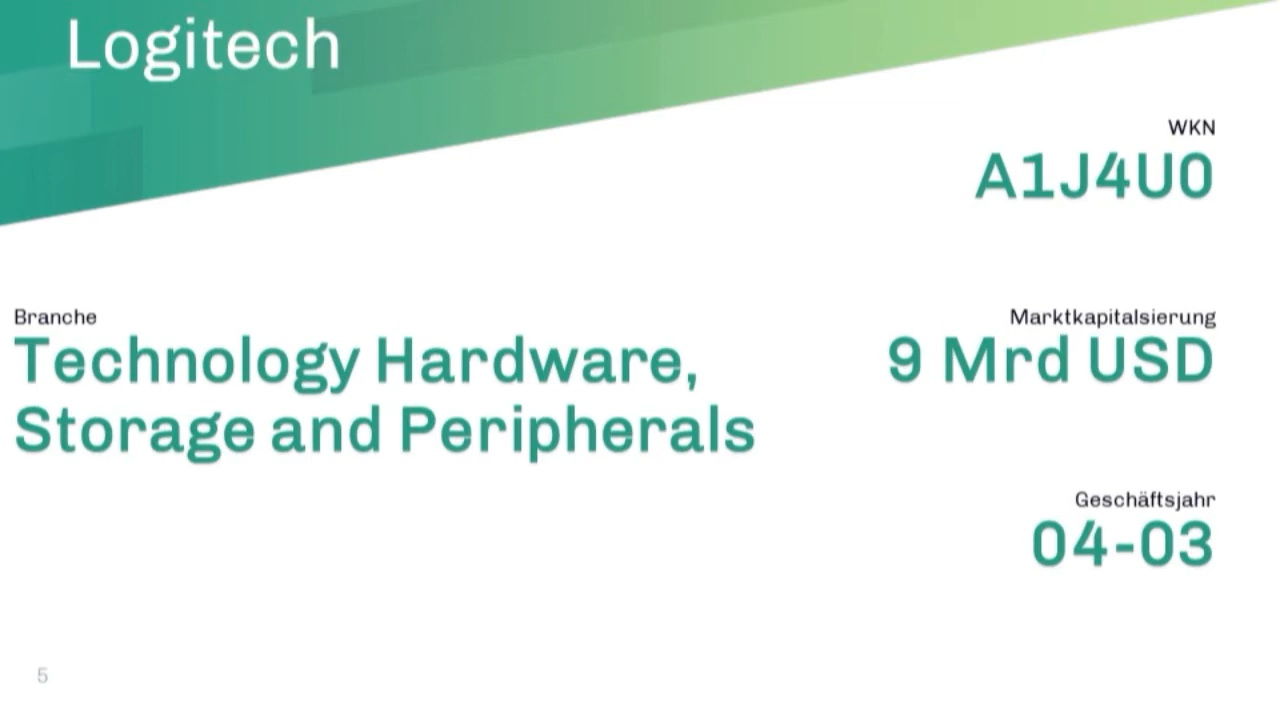 Logitech
WKN
A1J4U0
Branche
Technology Hardware,
Storage and Peripherals
Marktkapitalsierung
9 Mrd USD
Geschäftsjahr
04-03
5